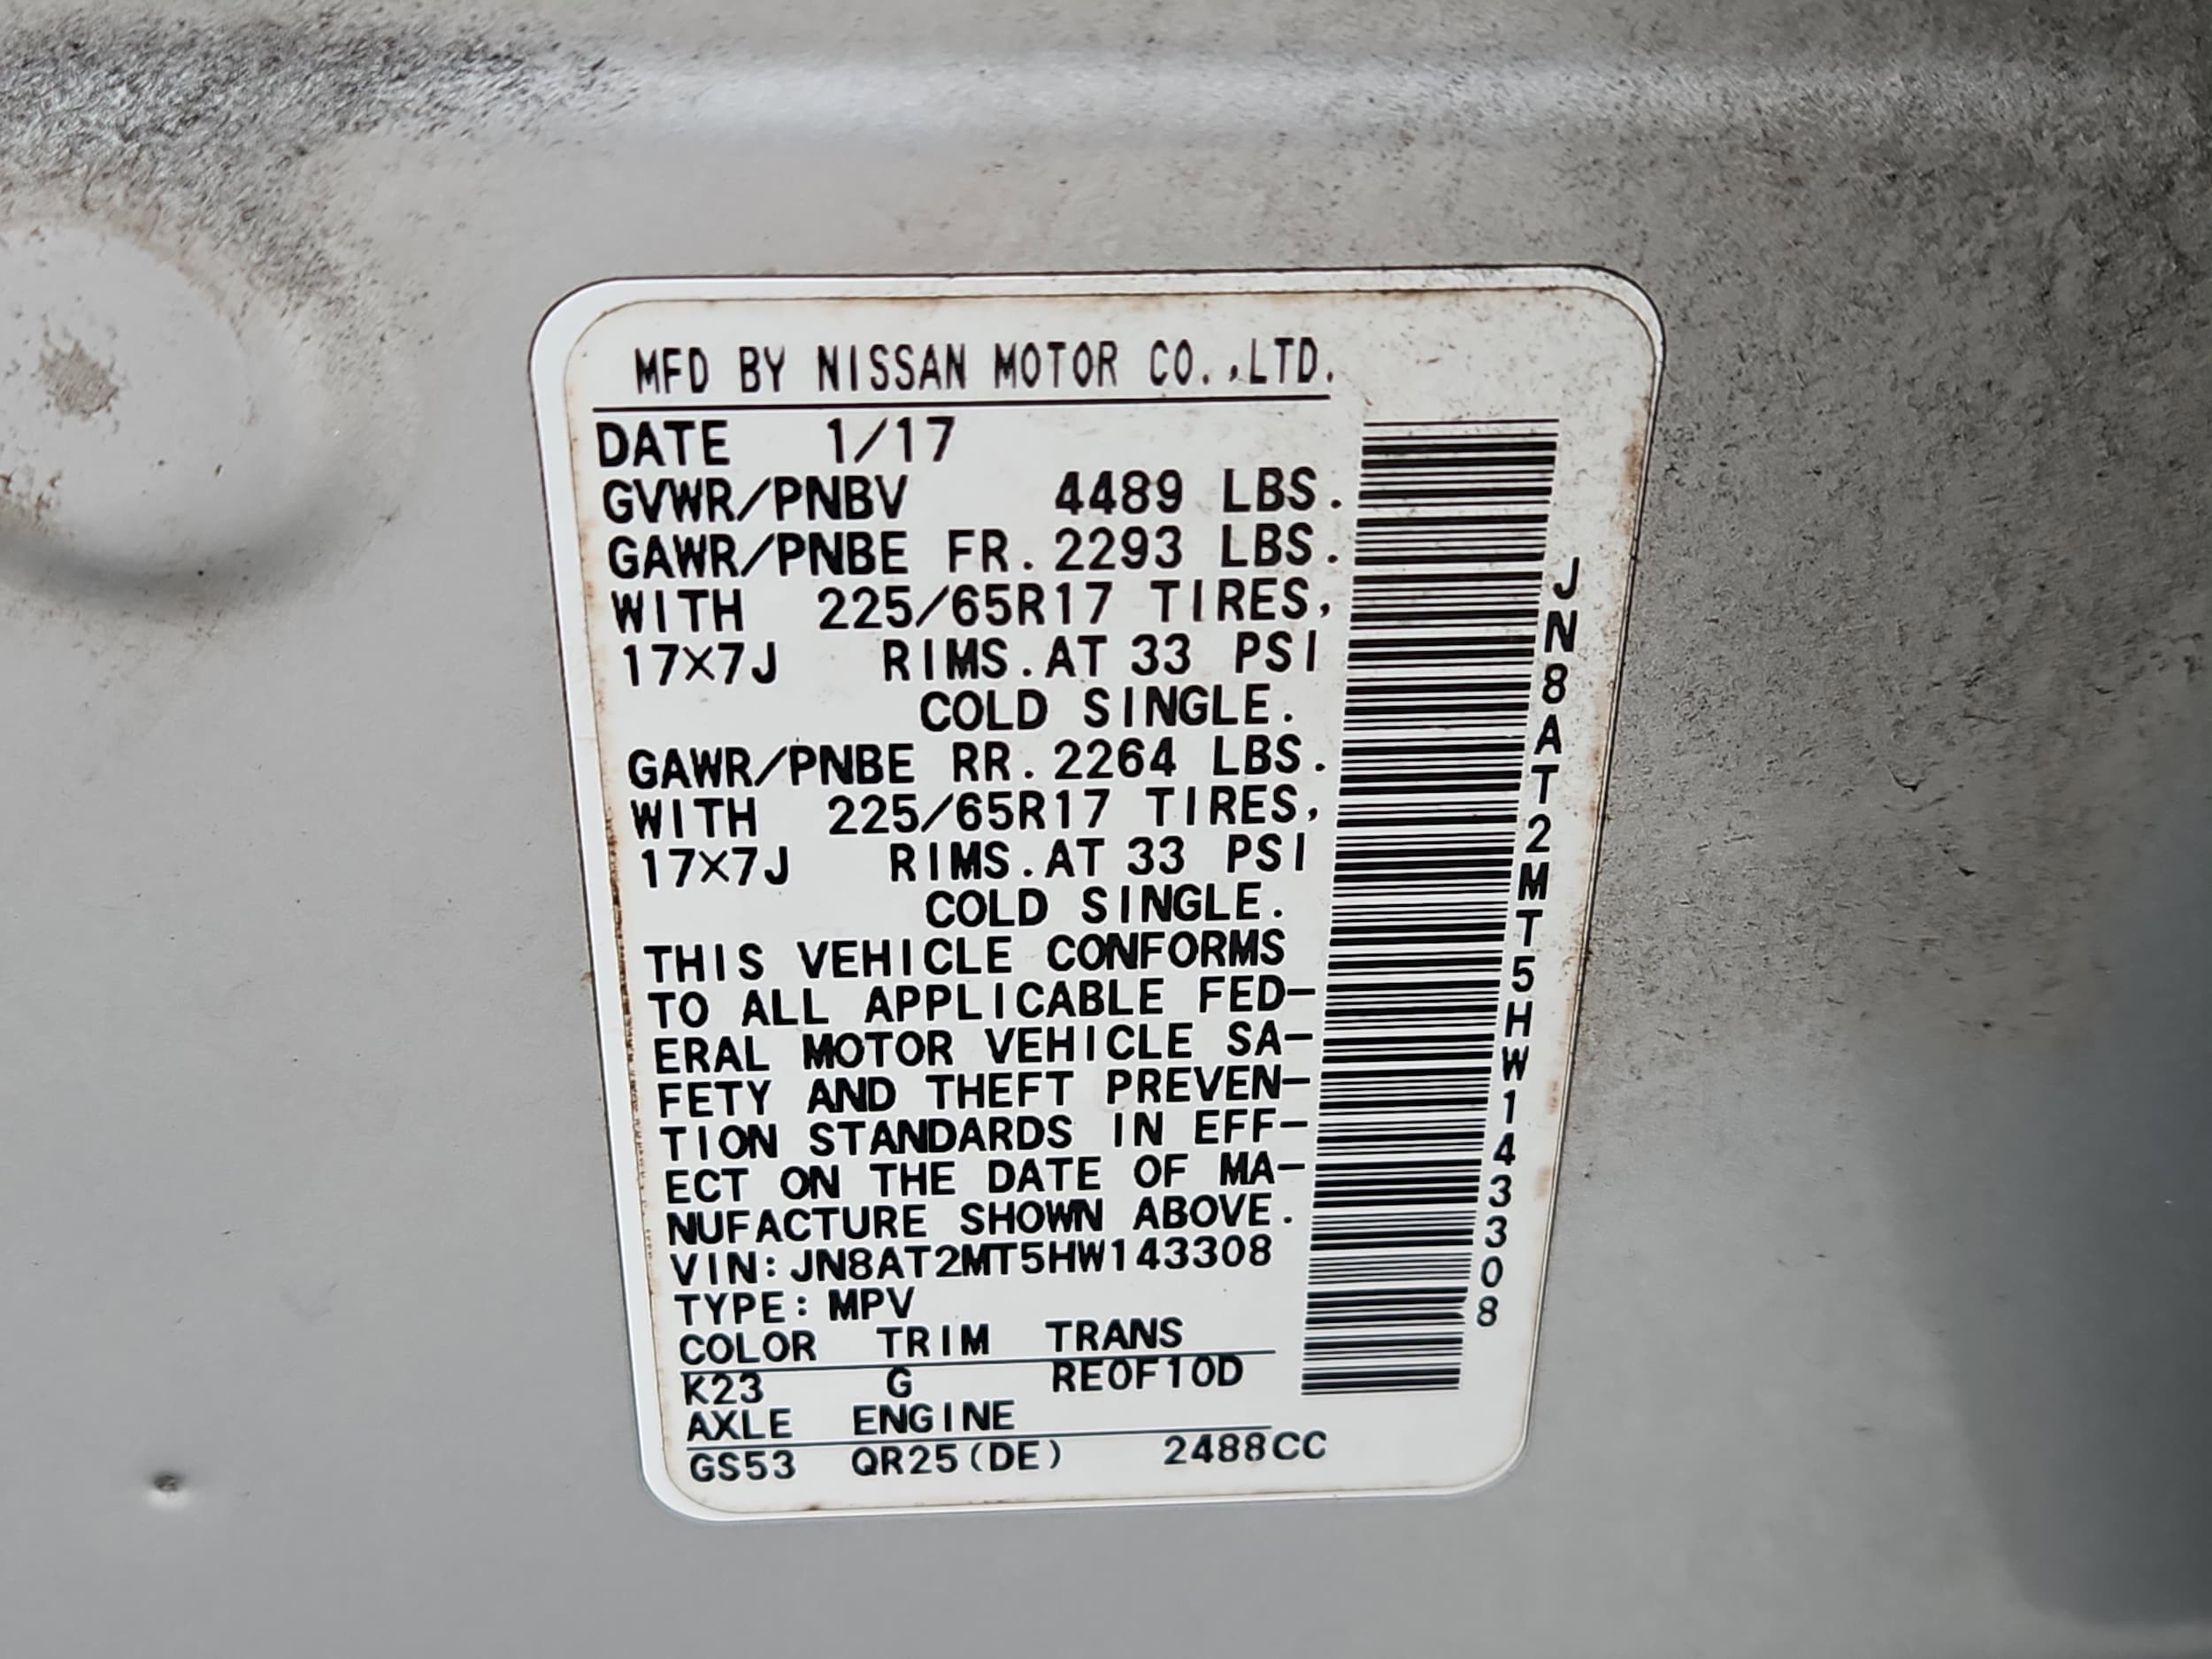 MFD BY NISSAN MOTOR CO.,LTD.
DATE 1/17
GVWR/PNBV 4489 LBS.
GAWR/PNBE FR. 2293 LBS.
WITH 225/65R17 TIRES,
17×7J RIMS.AT 33 PSI
COLD SINGLE.
GAWR/PNBE RR. 2264 LBS.
WITH 225/65R17 TIRES,
17×7J RIMS.AT 33 PSI
COLD SINGLE.
THIS VEHICLE CONFORMS
TO ALL APPLICABLE FED-
ERAL MOTOR VEHICLE SA-
FETY AND THEFT PREVEN-
TION STANDARDS IN EFF-
ECT ON THE DATE OF MA-
NUFACTURE SHOWN ABOVE.
VIN:JN8AT2MT5HW143308
TYPE:MPV
COLOR TRIM TRANS
K23 G RE0F10D
AXLE ENGINE
GS53 QR25(DE) 2488CC
JN8AT2MT5HW143308